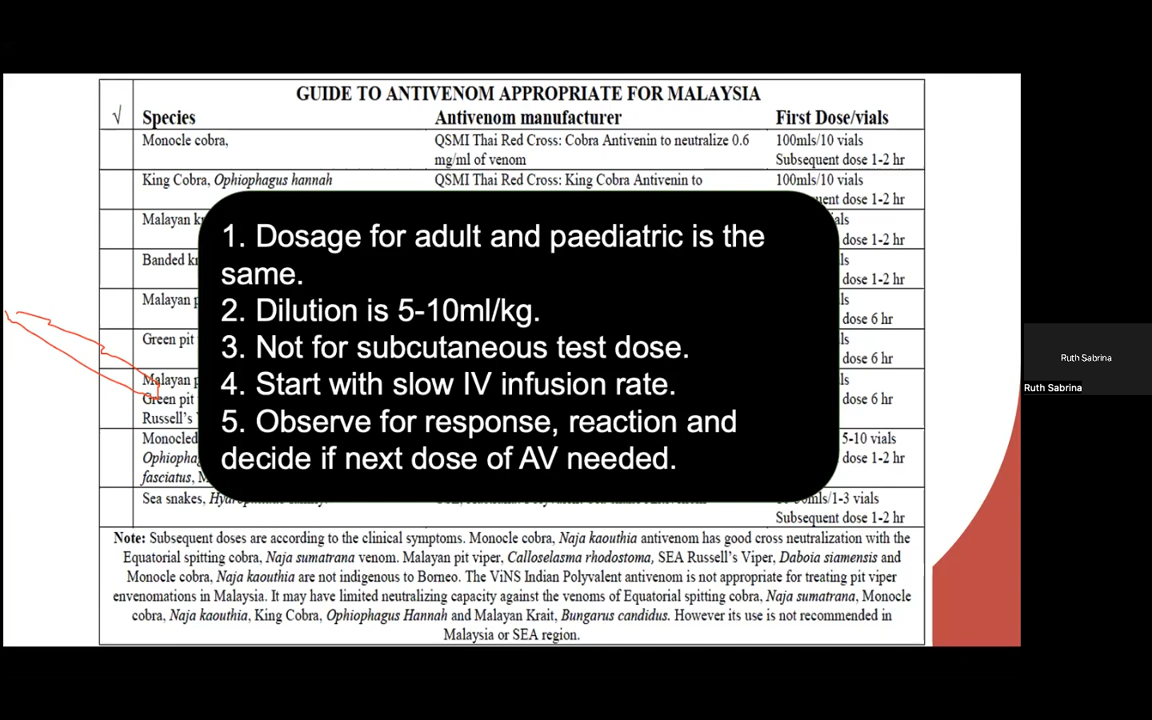 GUIDE TO ANTIVENOM APPROPRIATE FOR MALAYSIA
√ Species Antivenom manufacturer First Dose/vials
Monocle cobra, QSMI Thai Red Cross: Cobra Antivenin to neutralize 0.6 100mls/10 vials
mg/ml of venom Subsequent dose 1-2 hr
King Cobra, Ophiophagus hannah QSMI Thai Red Cross: King Cobra Antivenin to 100mls/10 vials
dose 1-2 hr
Malayan
dose 1-2 hr
Banded
dose 1-2 hr
Malayan
dose 6 hr
Green pit
dose 6 hr
Malayan
Green pit dose 6 hr
Russell's
5-10 vials
dose 1-2 hr
fasciatus,
Sea snakes, mls/1-3 vials
Subsequent dose 1-2 hr
1. Dosage for adult and paediatric is the
same.
2. Dilution is 5-10ml/kg.
3. Not for subcutaneous test dose.
4. Start with slow IV infusion rate.
5. Observe for response, reaction and
decide if next dose of AV needed.
Note: Subsequent doses are according to the clinical symptoms. Monocle cobra, Naja kaouthia antivenom has good cross neutralization with the
Equatorial spitting cobra, Naja sumatrana venom. Malayan pit viper, Calloselasma rhodostoma, SEA Russell's Viper, Daboia siamensis and
Monocle cobra, Naja kaouthia are not indigenous to Borneo. The ViNS Indian Polyvalent antivenom is not appropriate for treating pit viper
envenomations in Malaysia. It may have limited neutralizing capacity against the venoms of Equatorial spitting cobra, Naja sumatrana, Monocle
cobra, Naja kaouthia, King Cobra, Ophiophagus Hannah and Malayan Krait, Bungarus candidus. However its use is not recommended in
Malaysia or SEA region.
Ruth Sabrina
Ruth Sabrina